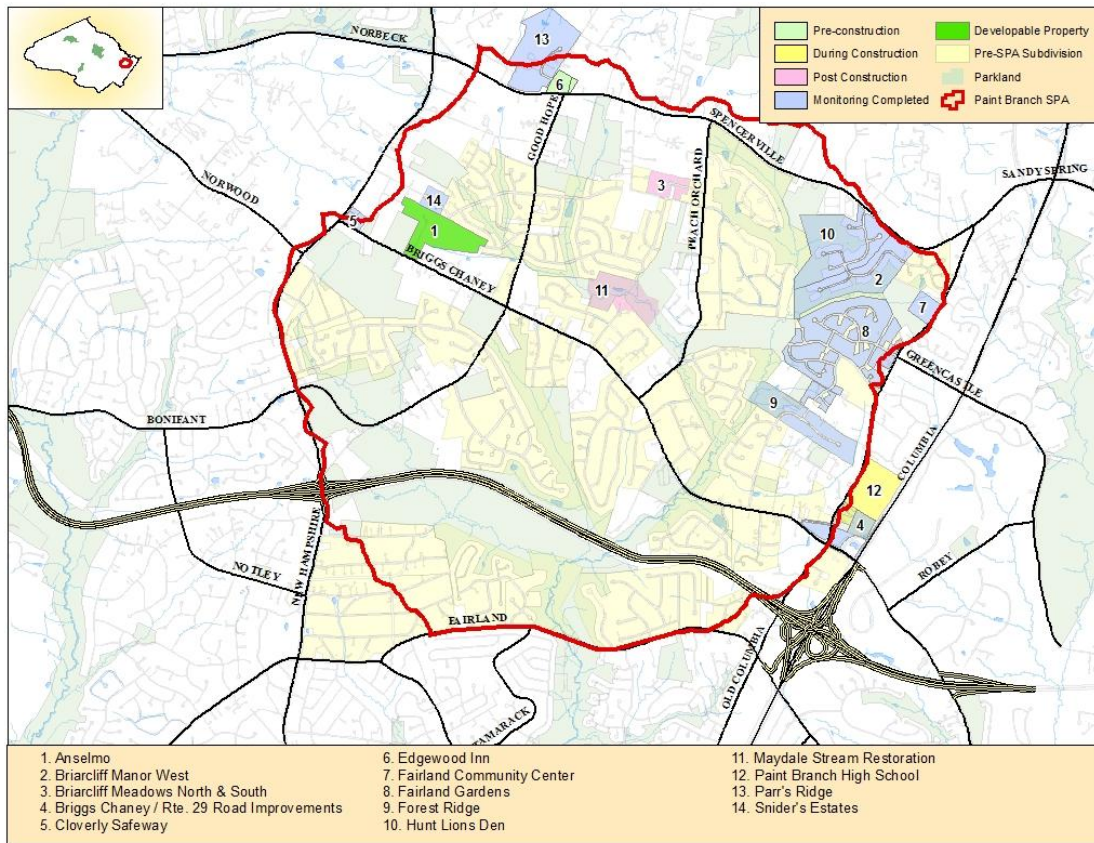 Pre-construction
During Construction
Post Construction
Monitoring Completed
Developable Property
Pre-SPA Subdivision
Parkland
Paint Branch SPA
NORBECK
13
6
GOOD HOPE
SPENCERVILLE
SANDY SPRING
NORWOOD
14
3
PEACH ORCHARD
5
1
BRIGGS CHANEY
10
2
11
7
8
GREENCASTLE
9
BONIFANT
COLUMBIA
12
4
NEW HAMPSHIRE
NOTLEY
ROBEY
FAIRLAND
OLD COLUMBIA
TAMARACK
1. Anselmo
2. Briarcliff Manor West
3. Briarcliff Meadows North & South
4. Briggs Chaney / Rte. 29 Road Improvements
5. Cloverly Safeway
6. Edgewood Inn
7. Fairland Community Center
8. Fairland Gardens
9. Forest Ridge
10. Hunt Lions Den
11. Maydale Stream Restoration
12. Paint Branch High School
13. Parr's Ridge
14. Snider's Estates